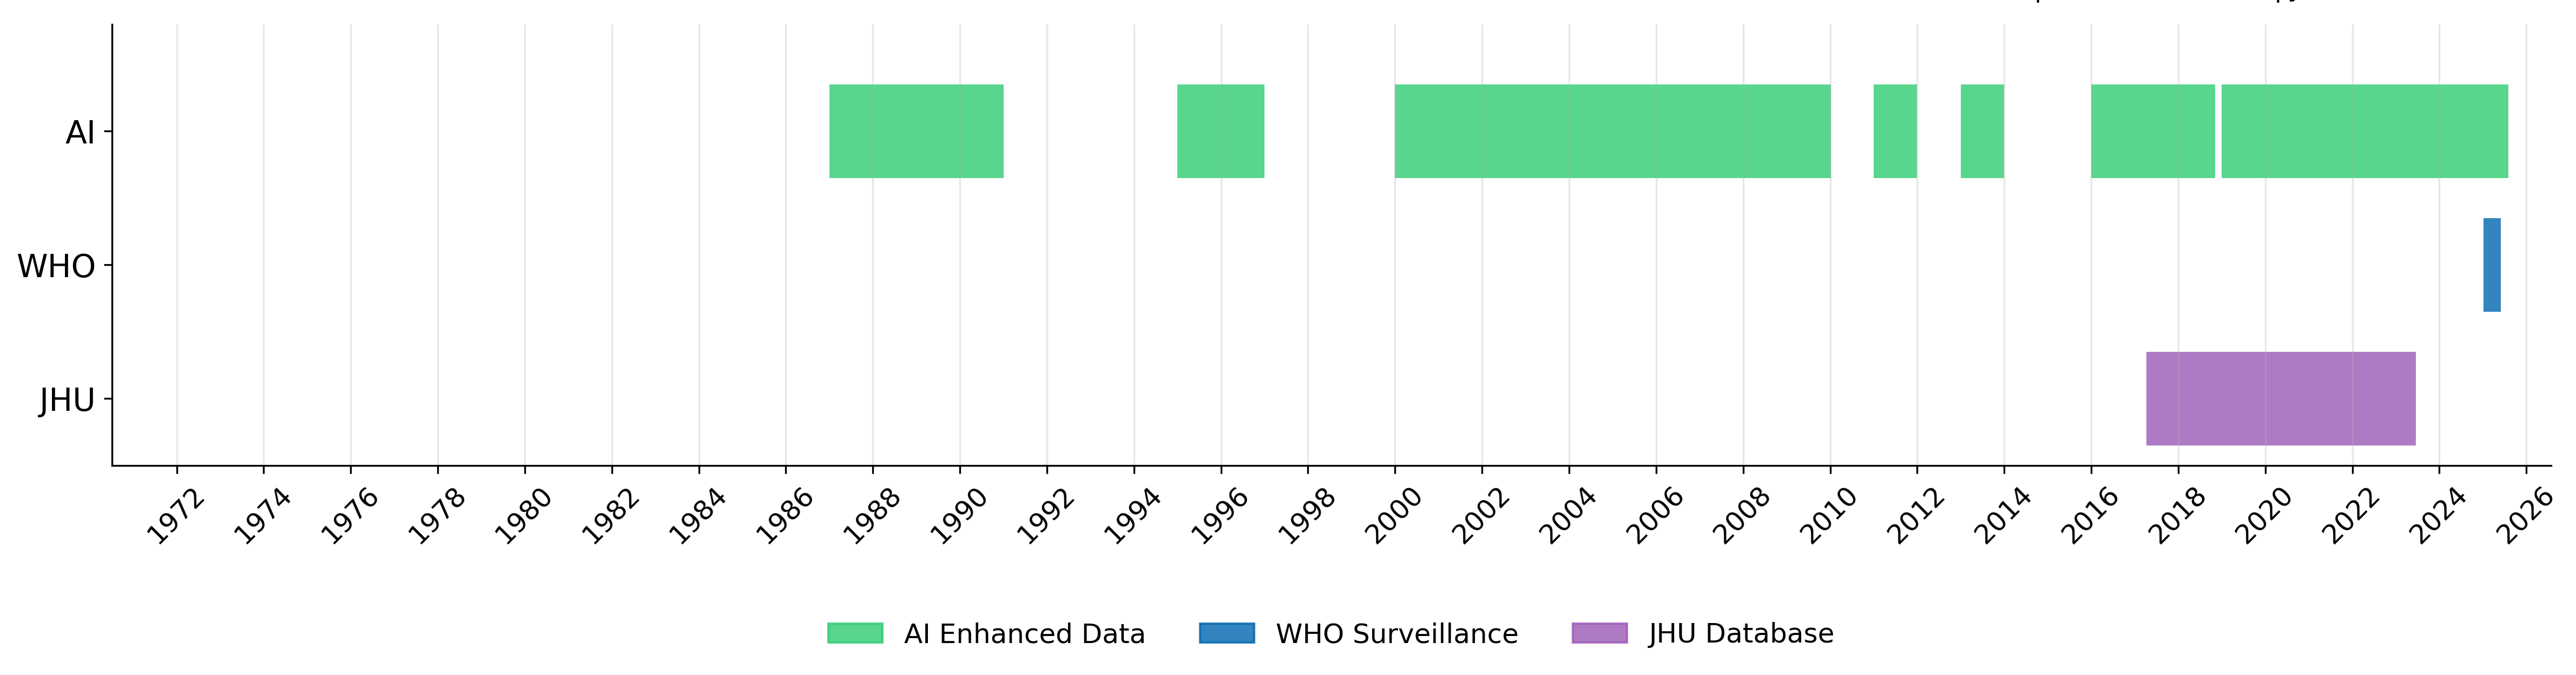 AI
WHO
JHU
1972 1974 1976 1978 1980 1982 1984 1986 1988 1990 1992 1994 1996 1998 2000 2002 2004 2006 2008 2010 2012 2014 2016 2018 2020 2022 2024 2026
AI Enhanced Data WHO Surveillance JHU Database